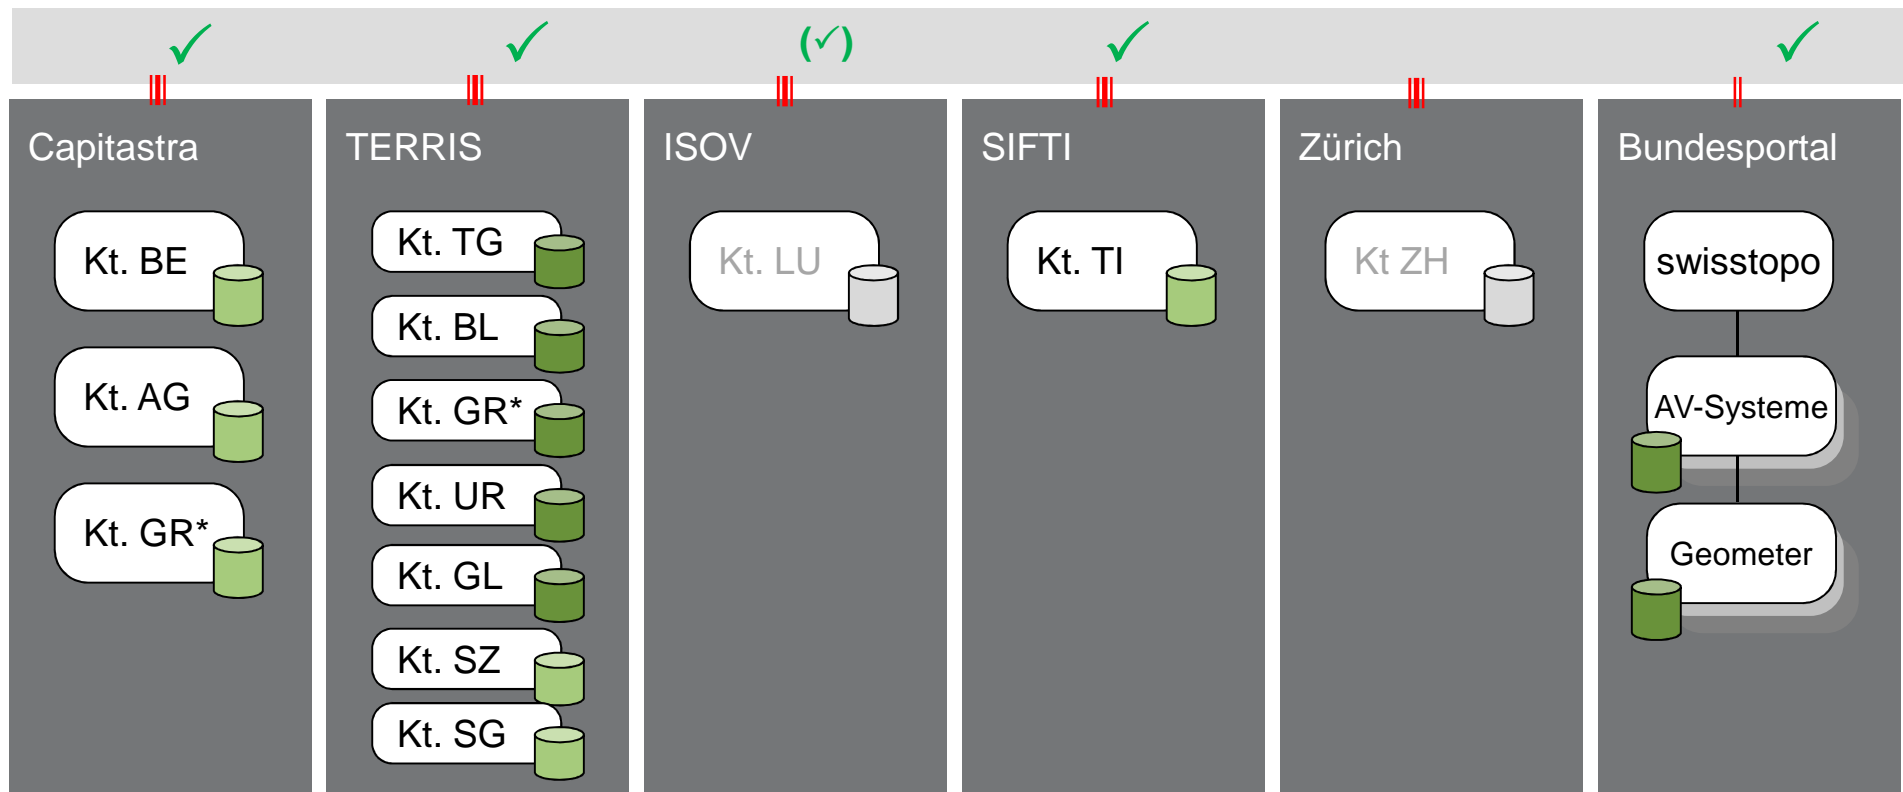 ✓ ✓ (✓) ✓ ✓
Capitastra
Kt. BE
Kt. AG
Kt. GR*
TERRIS
Kt. TG
Kt. BL
Kt. GR*
Kt. UR
Kt. GL
Kt. SZ
Kt. SG
ISOV
Kt. LU
SIFTI
Kt. TI
Zürich
Kt ZH
Bundesportal
swisstopo
AV-Systeme
Geometer